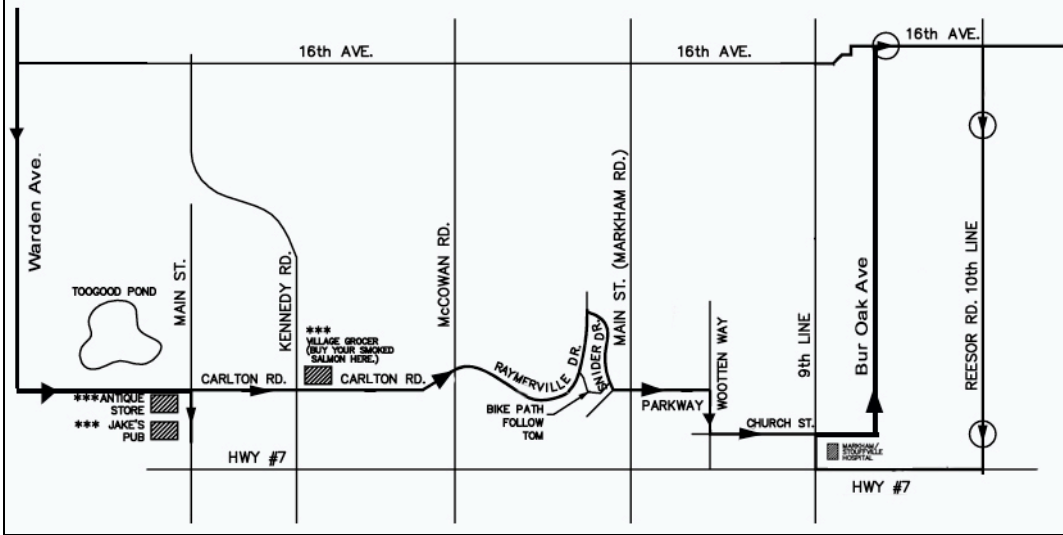 16th AVE.
16th AVE.
16th AVE.
Warden Ave.
TOOGOOD POND
MAIN ST.
KENNEDY RD.
McCOWAN RD.
MAIN ST. (MARKHAM RD.)
9th LINE
Bur Oak Ave
REESOR RD. 10th LINE
***
VILLAGE GROCER
(BUY YOUR SMOKED
SALMON HERE.)
CARLTON RD.
CARLTON RD.
RAYMERVILLE DR.
SNIDER DR.
WOOTTEN WAY
***ANTIQUE
STORE
*** JAKE'S
PUB
BIKE PATH
FOLLOW
TOM
PARKWAY
CHURCH ST.
MARKHAM/
STOUFFVILLE
HOSPITAL
HWY #7
HWY #7